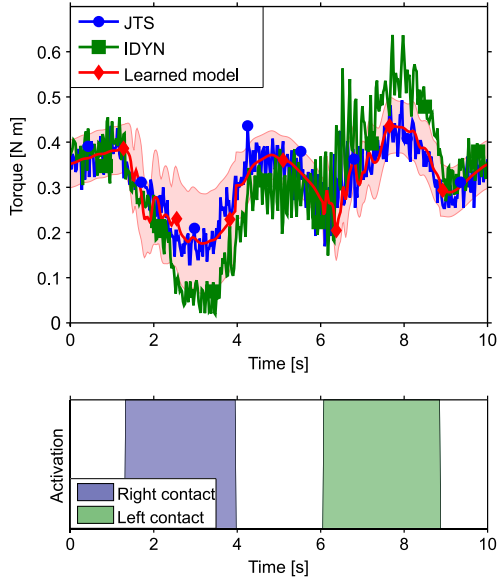 JTS
IDYN
Learned model
Torque [N m]
0.6
0.5
0.4
0.3
0.2
0.1
0
0 2 4 6 8 10
Time [s]
Activation
Right contact
Left contact
0 2 4 6 8 10
Time [s]